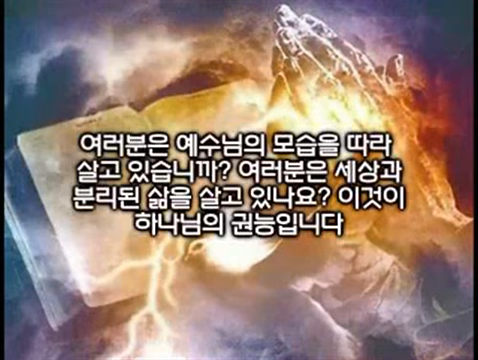 여러분은 예수님의 모습을 따라
살고 있습니까? 여러분은 세상과
분리된 삶을 살고 있나요? 이것이
하나님의 권능입니다